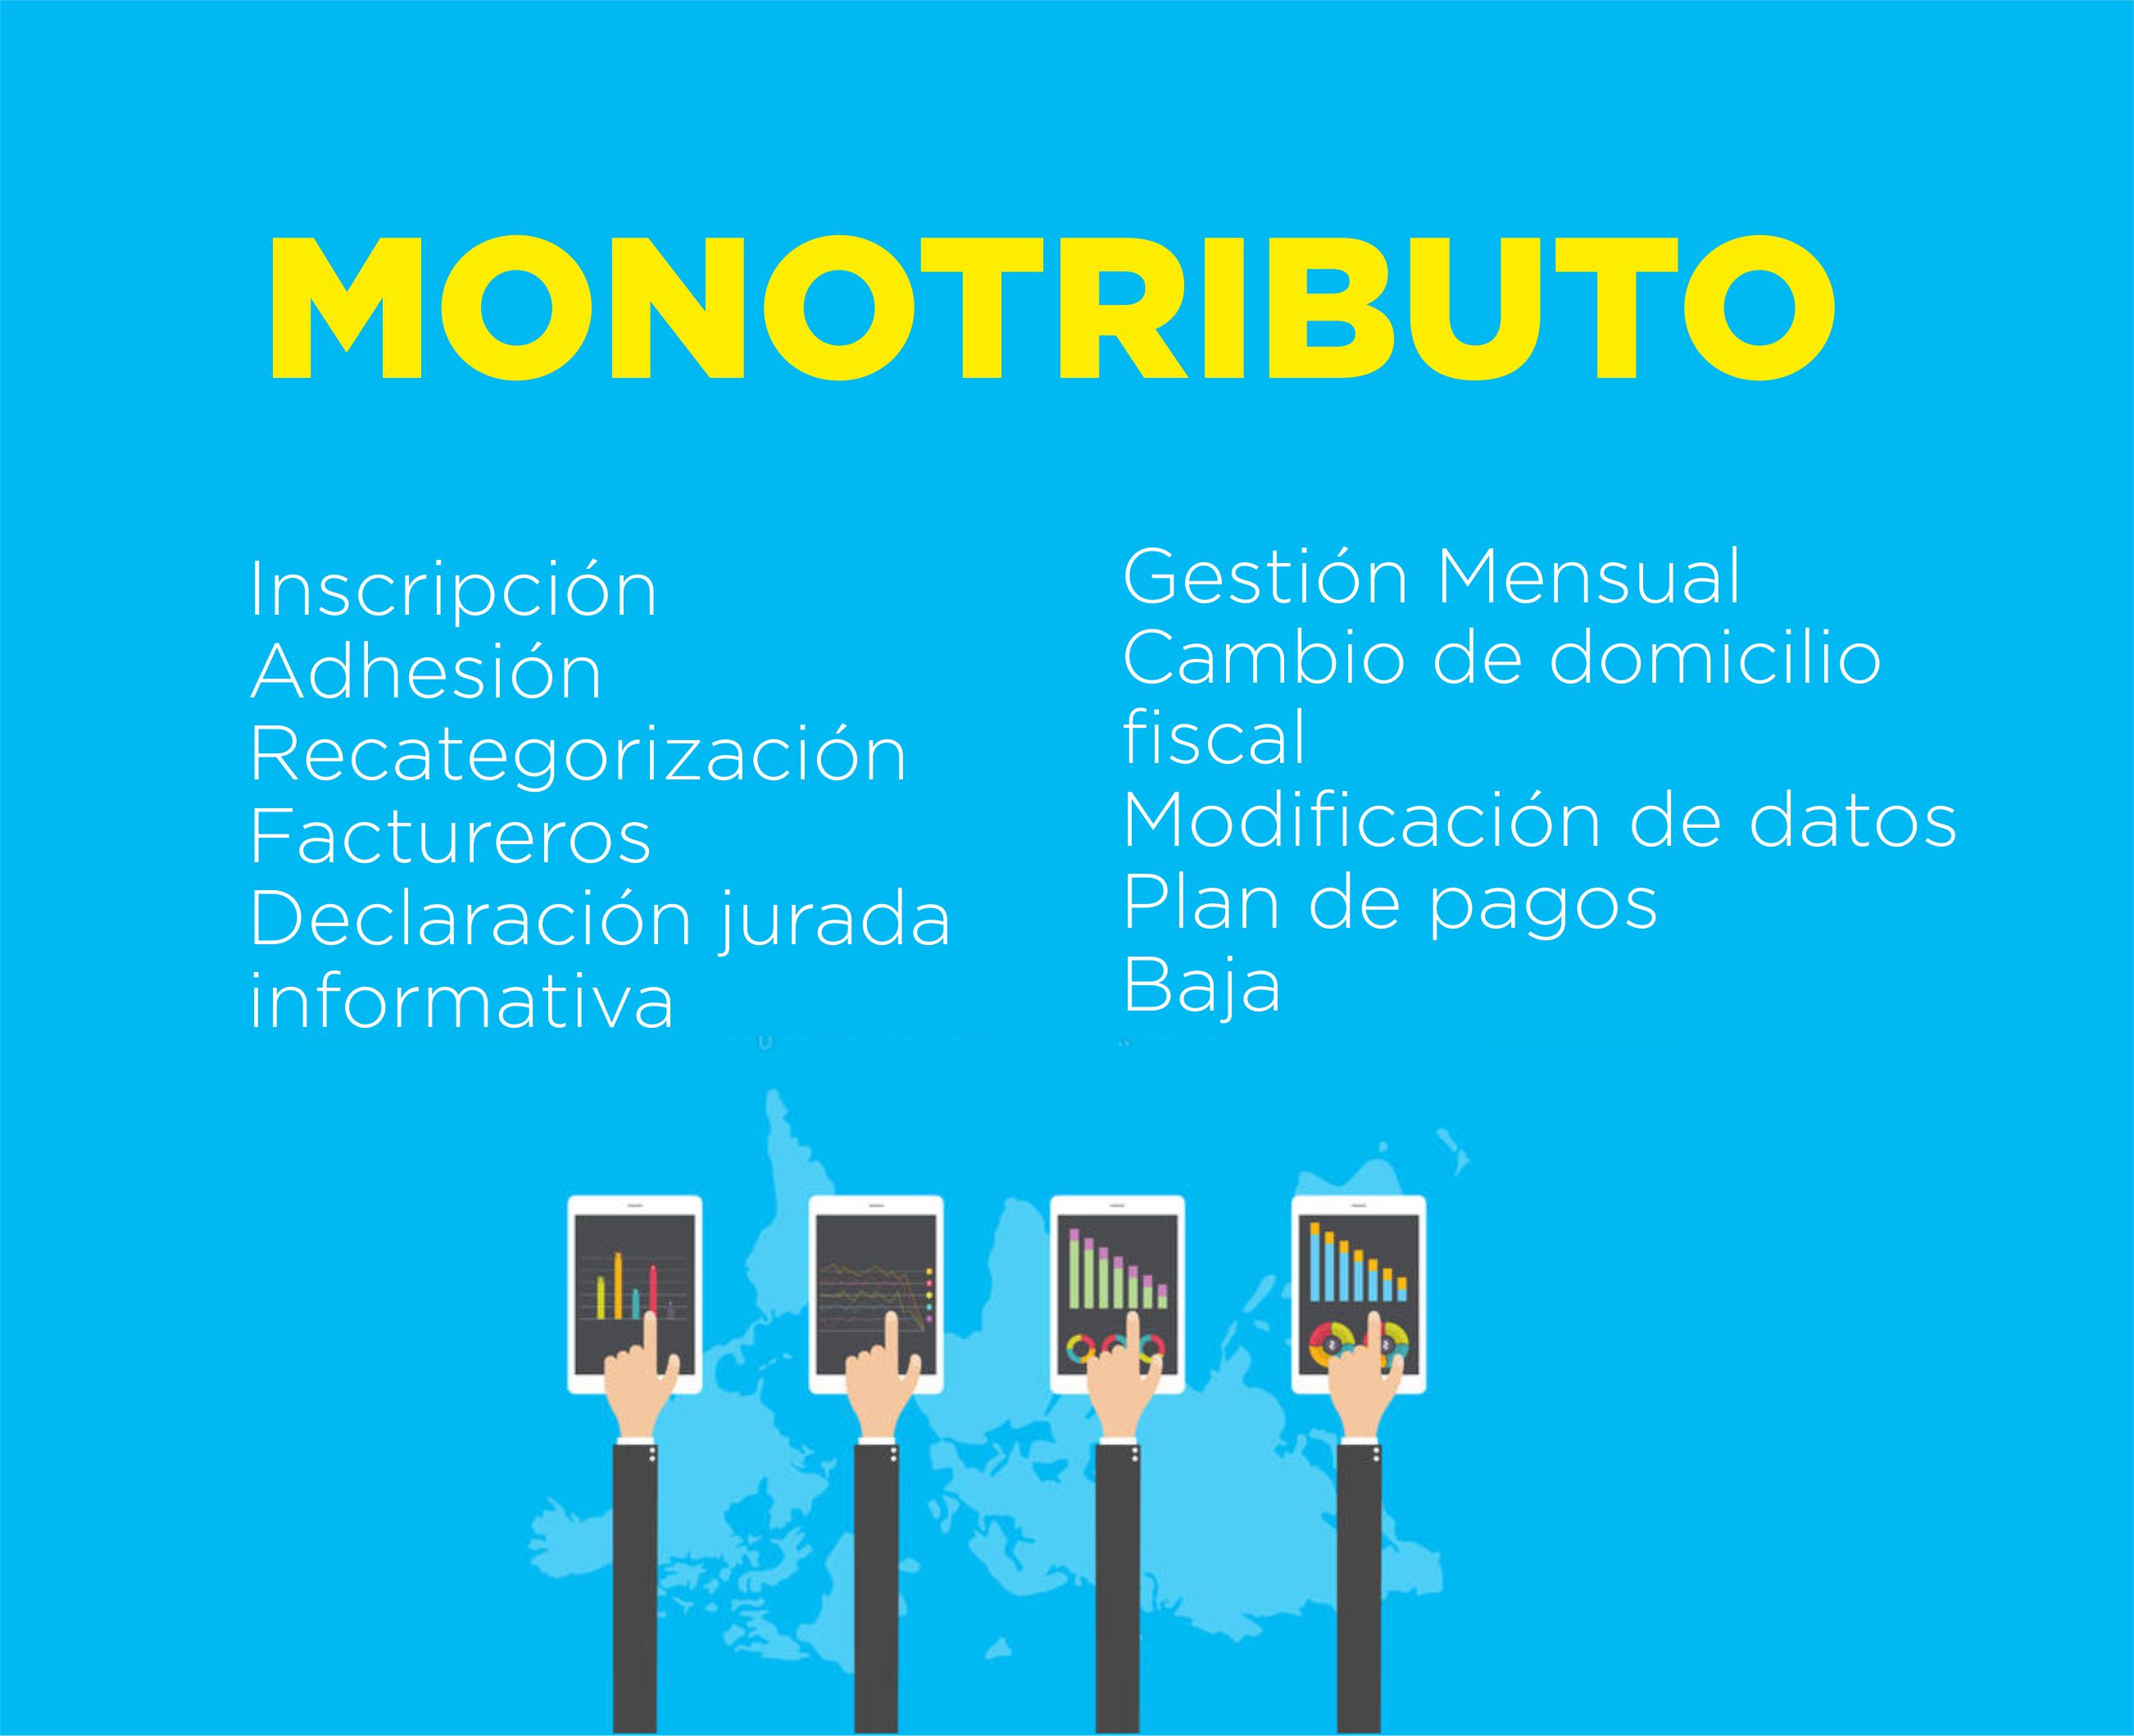 MONOTRIBUTO
Inscripción
Adhesión
Recategorización
Factureros
Declaración jurada
informativa
Gestión Mensual
Cambio de domicilio
fiscal
Modificación de datos
Plan de pagos
Baja